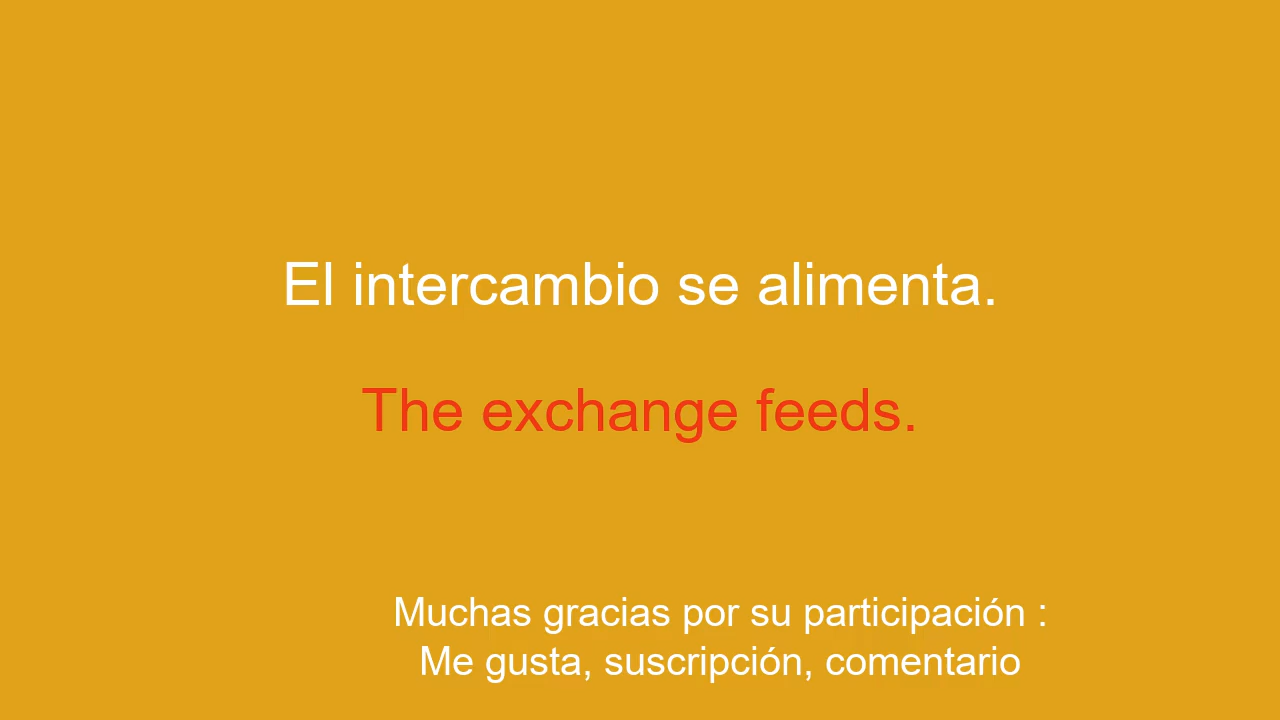 El intercambio se alimenta.
The exchange feeds.
Muchas gracias por su participación :
Me gusta, suscripción, comentario